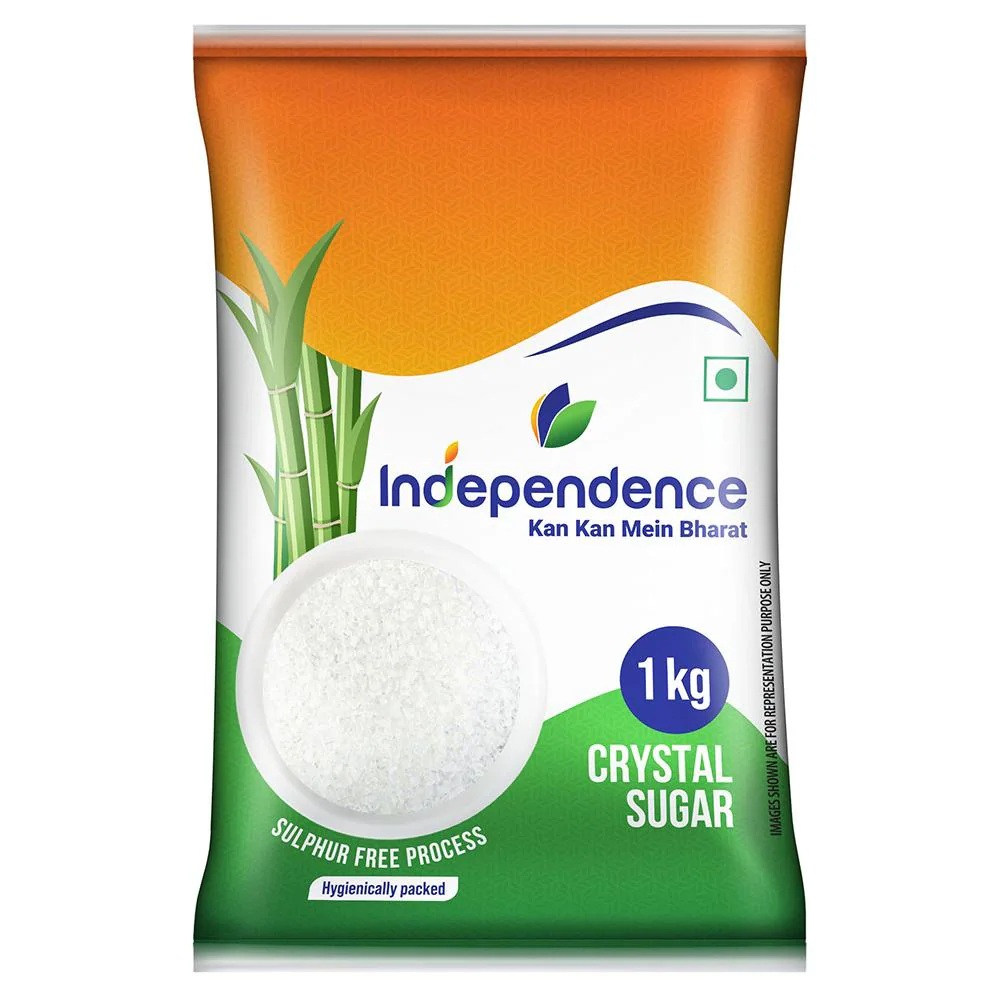 Independence
Kan Kan Mein Bharat
1 kg
CRYSTAL
SUGAR
SULPHUR FREE PROCESS
Hygienically packed
IMAGES SHOWN ARE FOR REPRESENTATION PURPOSE ONLY